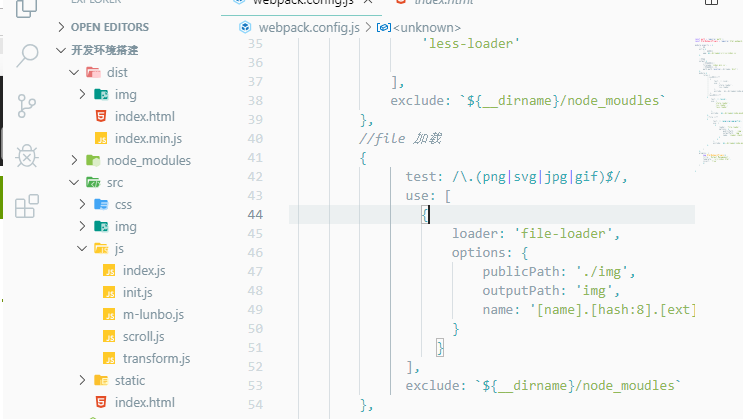 EXPLORER
webpack.config.js
index.html
OPEN EDITORS
webpack.config.js > <unknown>
开发环境搭建
dist
img
index.html
index.min.js
node_modules
src
css
img
js
index.js
init.js
m-lunbo.js
scroll.js
transform.js
static
index.html
35 'less-loader'
36
37 ],
38 exclude: `${__dirname}/node_moudles`
39 },
40 //file 加载
41 {
42 test: /\.(png|svg|jpg|gif)$/,
43 use: [
44 {
45 loader: 'file-loader',
46 options: {
47 publicPath: './img',
48 outputPath: 'img',
49 name: '[name].[hash:8].[ext]
50 }
51 }
52 ],
53 exclude: `${__dirname}/node_moudles`
54 },